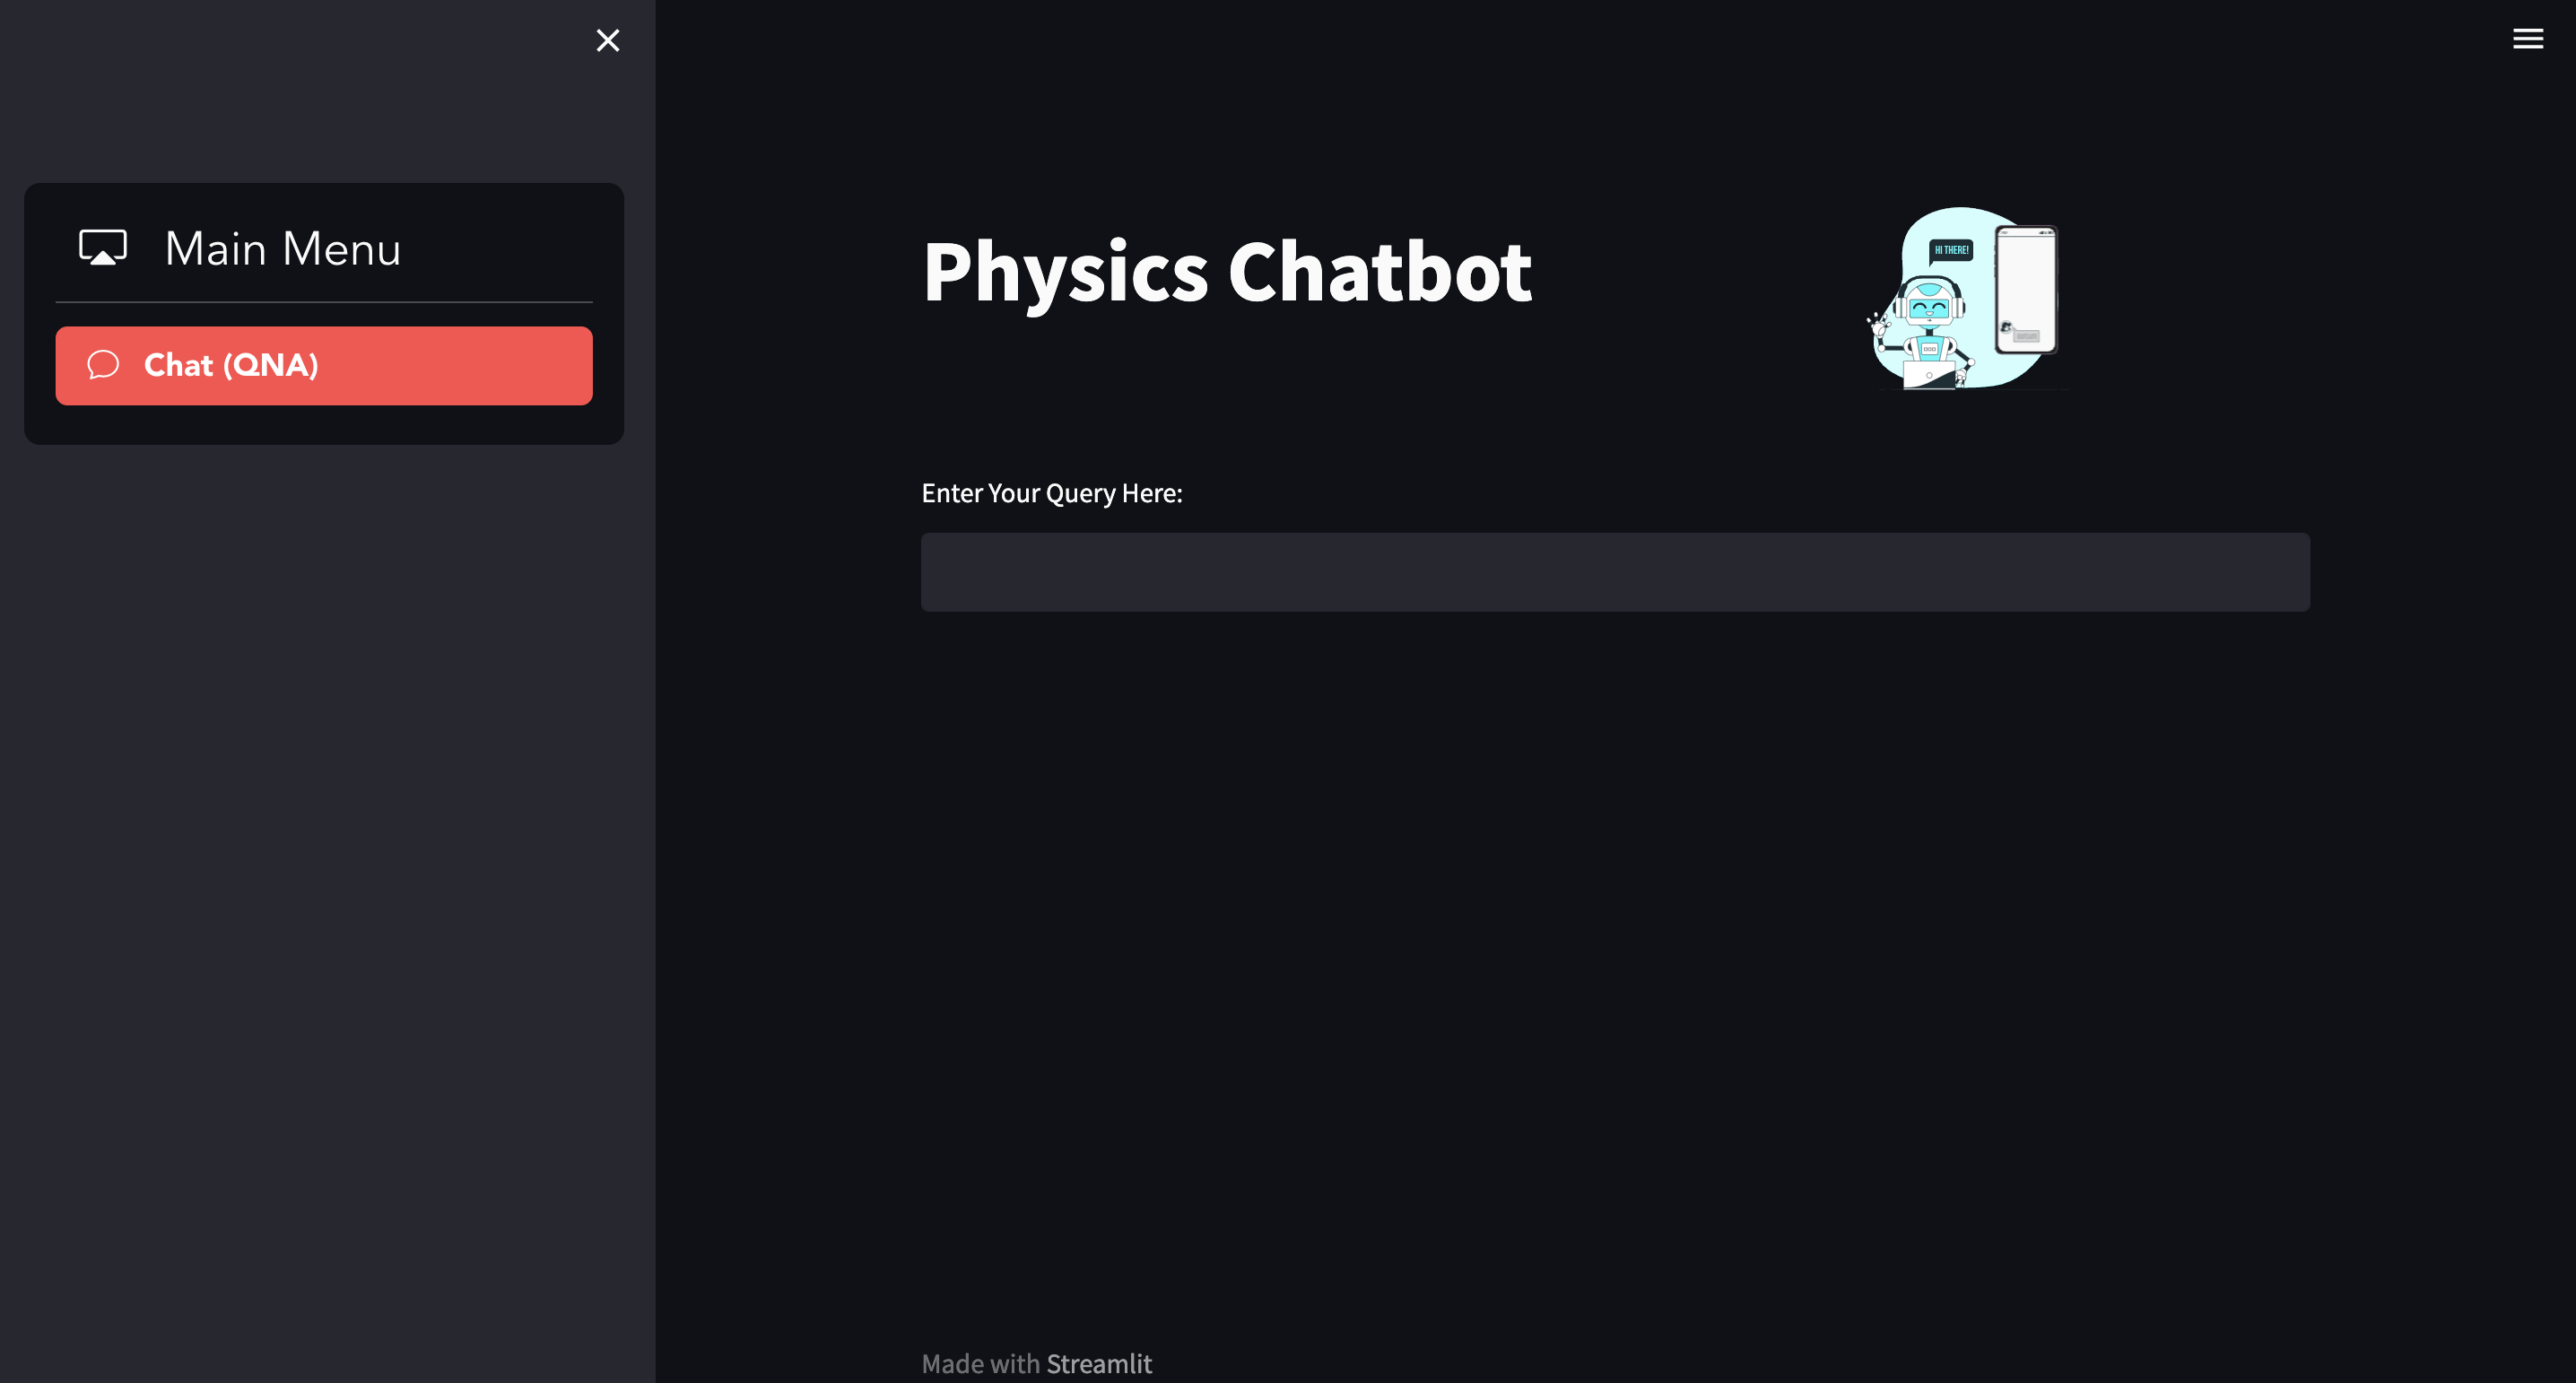 Main Menu
Chat (QNA)
Physics Chatbot
HI THERE!
Enter Your Query Here:
Made with Streamlit